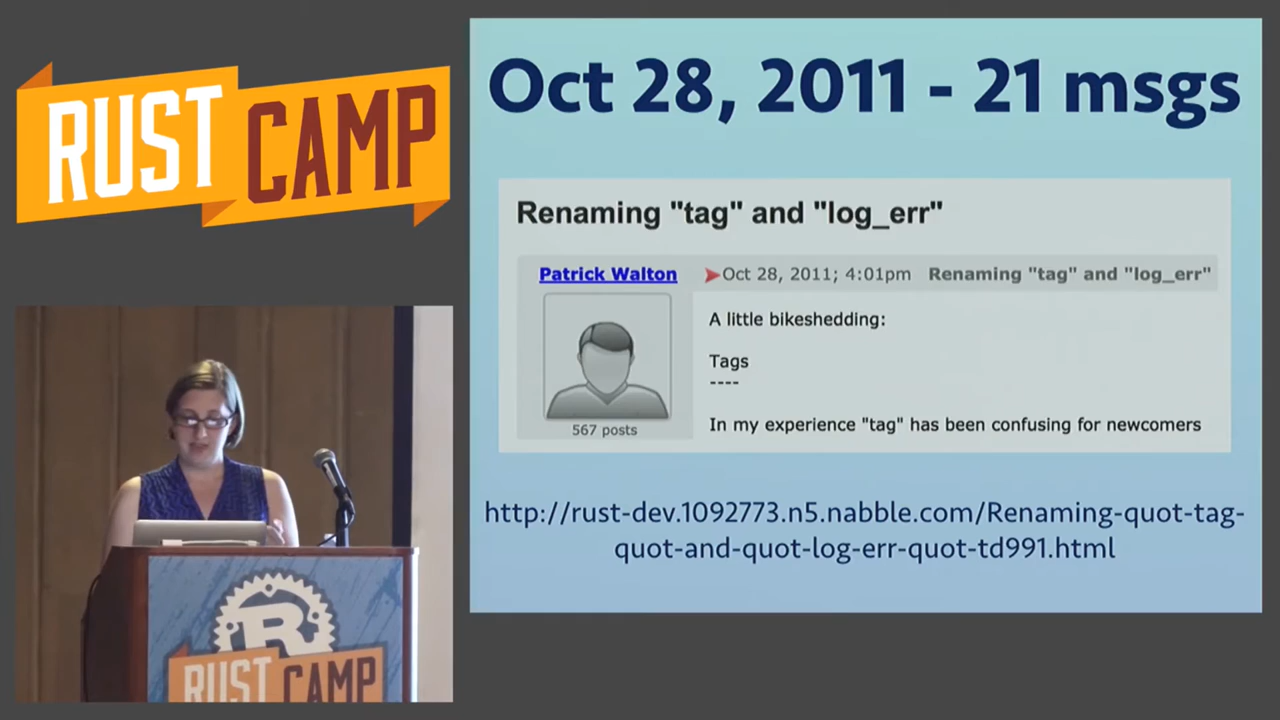 RUST CAMP
Oct 28, 2011 - 21 msgs
Renaming "tag" and "log_err"
Patrick Walton
Oct 28, 2011; 4:01pm Renaming "tag" and "log_err"
A little bikeshedding:
Tags
----
In my experience "tag" has been confusing for newcomers
567 posts
http://rust-dev.1092773.n5.nabble.com/Renaming-quot-tag-
quot-and-quot-log-err-quot-td991.html
R
RUST CAMP